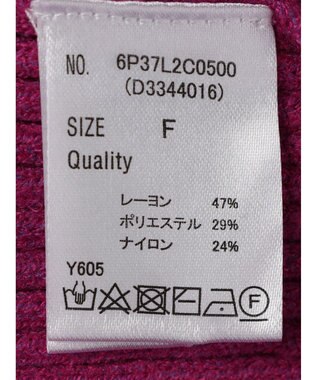 NO. 6P37L2C0500
(D3344016)
SIZE F
Quality
レーヨン 47%
ポリエステル 29%
ナイロン 24%
Y605
F